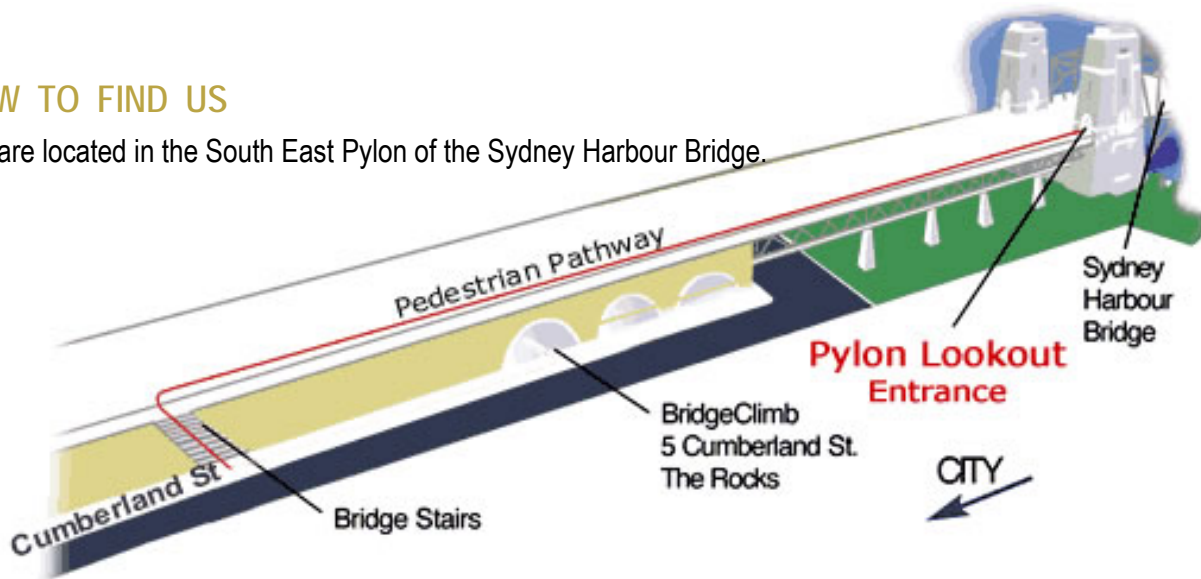 W TO FIND US
are located in the South East Pylon of the Sydney Harbour Bridge.
Pedestrian Pathway
Sydney
Harbour
Bridge
Pylon Lookout
Entrance
BridgeClimb
5 Cumberland St.
The Rocks
CITY
Cumberland St
Bridge Stairs